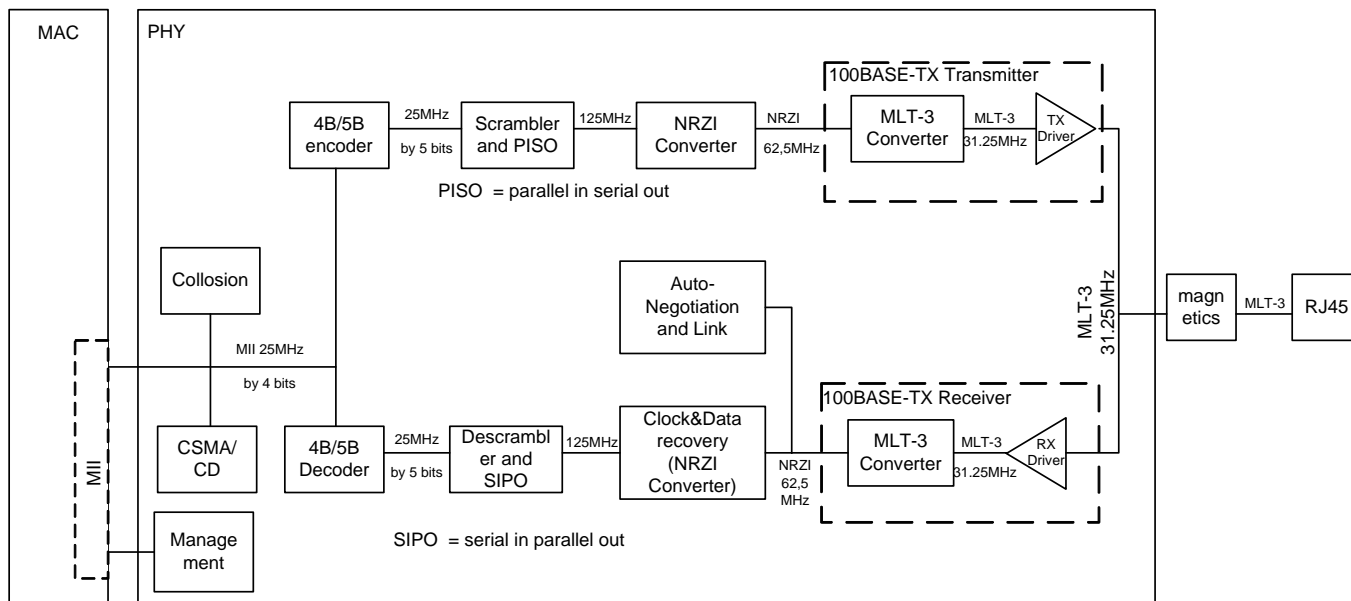 MAC
PHY
100BASE-TX Transmitter
4B/5B
encoder
25MHz
by 5 bits
Scrambler
and PISO
125MHz
NRZI
Converter
NRZI
62,5MHz
MLT-3
Converter
MLT-3
31.25MHz
TX
Driver
PISO = parallel in serial out
Collosion
Auto-
Negotiation
and Link
MLT-3
31.25MHz
magn
etics
MLT-3
RJ45
MII 25MHz
by 4 bits
MII
CSMA/
CD
4B/5B
Decoder
25MHz
by 5 bits
Descrambl
er and
SIPO
125MHz
Clock&Data
recovery
(NRZI
Converter)
NRZI
62,5
MHz
100BASE-TX Receiver
MLT-3
Converter
MLT-3
31.25MHz
RX
Driver
Manage
ment
SIPO = serial in parallel out